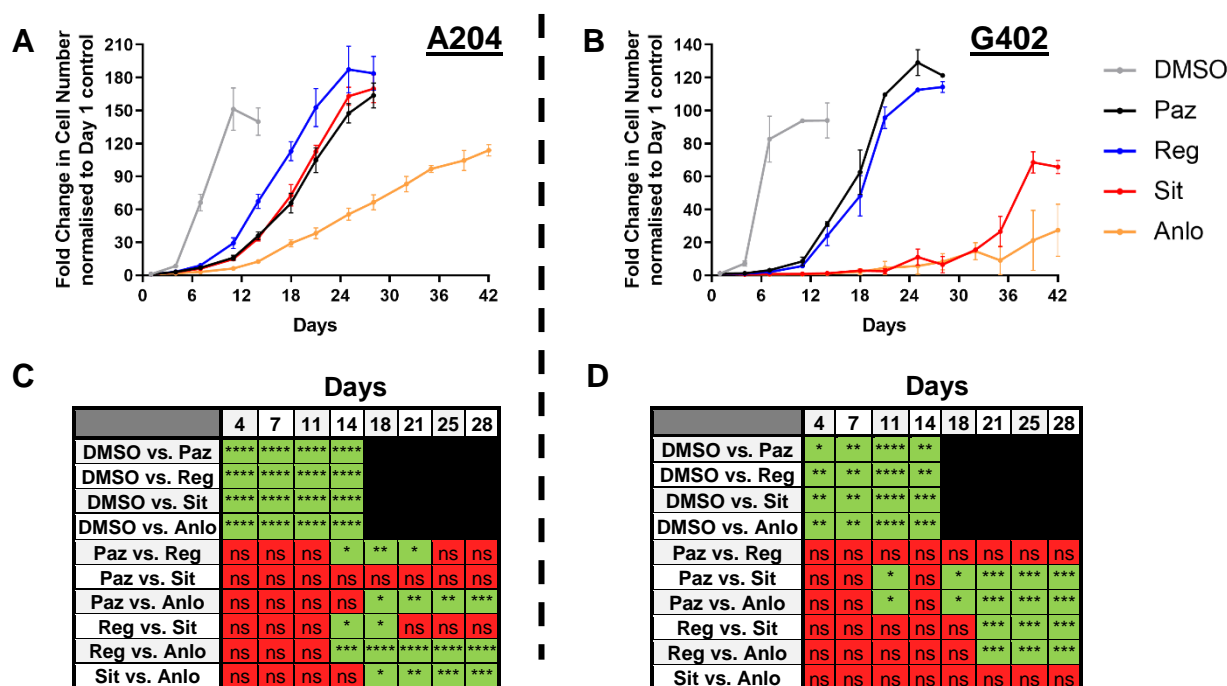 A
A204
Fold Change in Cell Number
normalised to Day 1 control
210
180
150
120
90
60
30
0
0 6 12 18 24 30 36 42
Days
B
G402
Fold Change in Cell Number
normalised to Day 1 control
140
120
100
80
60
40
20
0
0 6 12 18 24 30 36 42
Days
DMSO
Paz
Reg
Sit
Anlo
C
Days
4 7 11 14 18 21 25 28
DMSO vs. Paz **** **** **** ****
DMSO vs. Reg **** **** **** ****
DMSO vs. Sit **** **** **** ****
DMSO vs. Anlo **** **** **** ****
Paz vs. Reg ns ns ns * ** * ns ns
Paz vs. Sit ns ns ns ns ns ns ns ns
Paz vs. Anlo ns ns ns ns * ** ** ***
Reg vs. Sit ns ns ns * * ns ns ns
Reg vs. Anlo ns ns ns *** **** **** **** ****
Sit vs. Anlo ns ns ns ns * ** *** ***
D
Days
4 7 11 14 18 21 25 28
DMSO vs. Paz * ** **** **
DMSO vs. Reg ** ** **** **
DMSO vs. Sit ** ** **** ***
DMSO vs. Anlo ** ** **** ***
Paz vs. Reg ns ns ns ns ns ns ns ns
Paz vs. Sit ns ns * ns * *** *** ***
Paz vs. Anlo ns ns * ns * *** *** ***
Reg vs. Sit ns ns ns ns ns *** *** ***
Reg vs. Anlo ns ns ns ns ns *** *** ***
Sit vs. Anlo ns ns ns ns ns ns ns ns